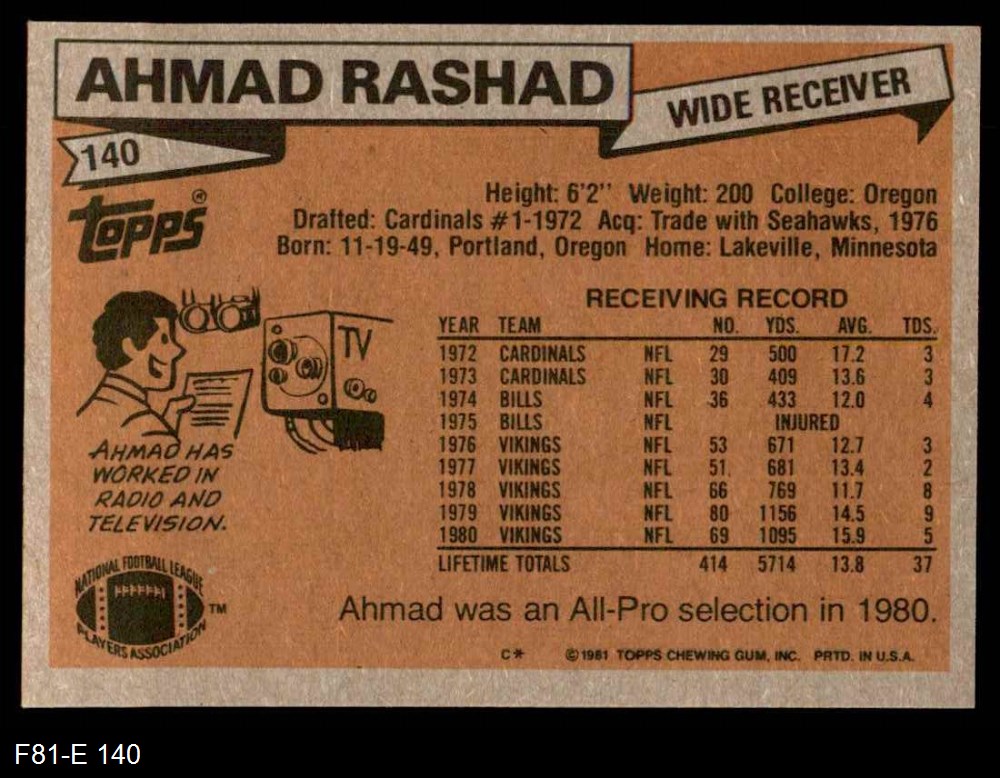 AHMAD RASHAD
WIDE RECEIVER
140
topps®
Height: 6'2" Weight: 200 College: Oregon
Drafted: Cardinals #1-1972 Acq: Trade with Seahawks, 1976
Born: 11-19-49, Portland, Oregon Home: Lakeville, Minnesota
TV
AHMAD HAS
WORKED IN
RADIO AND
TELEVISION.
RECEIVING RECORD
YEAR TEAM NO. YDS. AVG. TDS.
1972 CARDINALS NFL 29 500 17.2 3
1973 CARDINALS NFL 30 409 13.6 3
1974 BILLS NFL 36 433 12.0 4
1975 BILLS NFL INJURED
1976 VIKINGS NFL 53 671 12.7 3
1977 VIKINGS NFL 51 681 13.4 2
1978 VIKINGS NFL 66 769 11.7 8
1979 VIKINGS NFL 80 1156 14.5 9
1980 VIKINGS NFL 69 1095 15.9 5
LIFETIME TOTALS 414 5714 13.8 37
NATIONAL FOOTBALL LEAGUE
PLAYERS ASSOCIATION
TM
Ahmad was an All-Pro selection in 1980.
C* ©1981 TOPPS CHEWING GUM, INC. PRTD. IN U.S.A.
F81-E 140